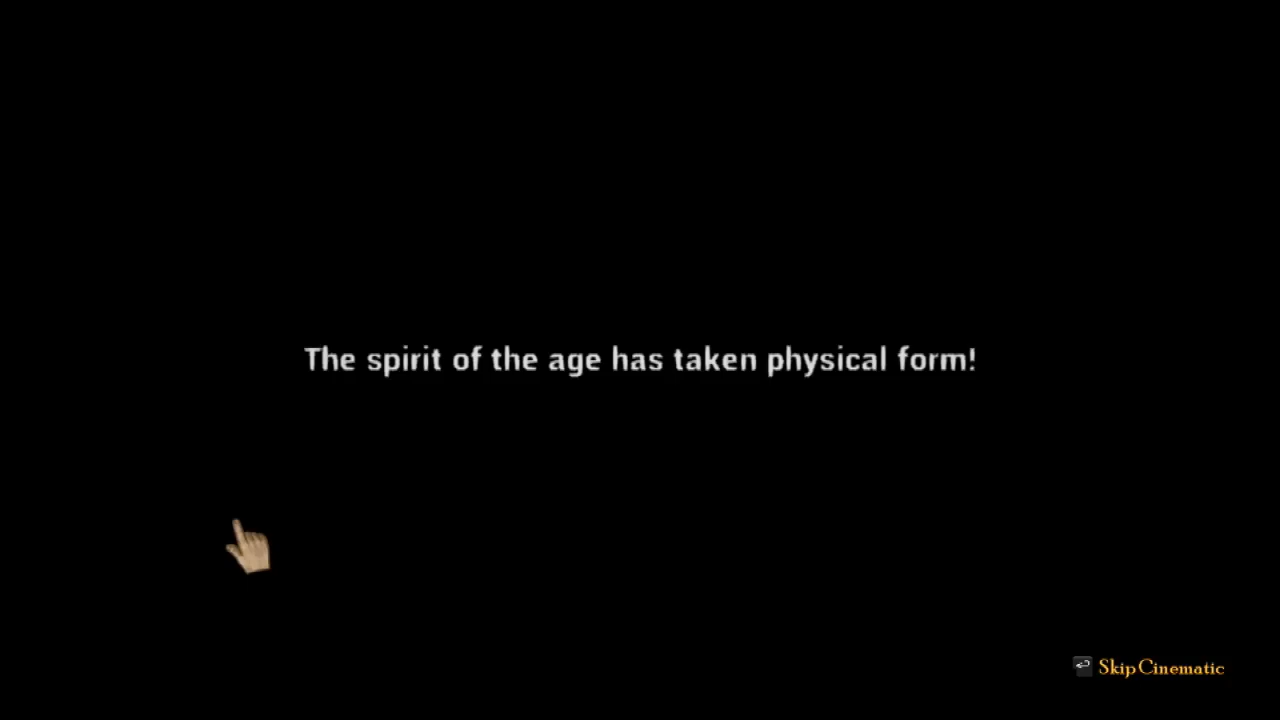 The spirit of the age has taken physical form!
Skip Cinematic